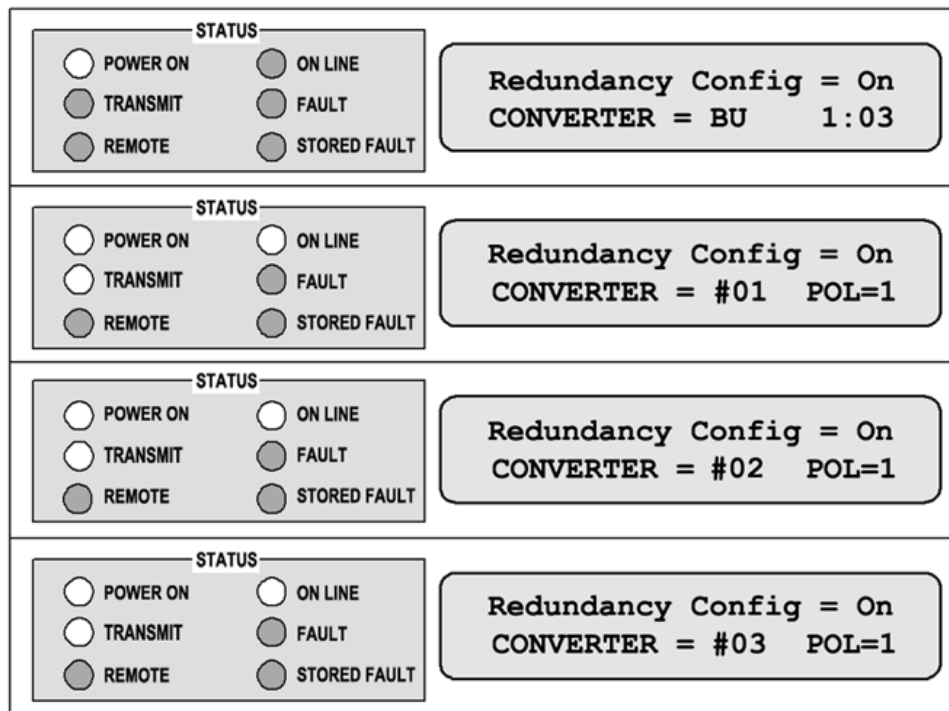 STATUS
POWER ON ON LINE
TRANSMIT FAULT
REMOTE STORED FAULT
Redundancy Config = On
CONVERTER = BU 1:03
STATUS
POWER ON ON LINE
TRANSMIT FAULT
REMOTE STORED FAULT
Redundancy Config = On
CONVERTER = #01 POL=1
STATUS
POWER ON ON LINE
TRANSMIT FAULT
REMOTE STORED FAULT
Redundancy Config = On
CONVERTER = #02 POL=1
STATUS
POWER ON ON LINE
TRANSMIT FAULT
REMOTE STORED FAULT
Redundancy Config = On
CONVERTER = #03 POL=1